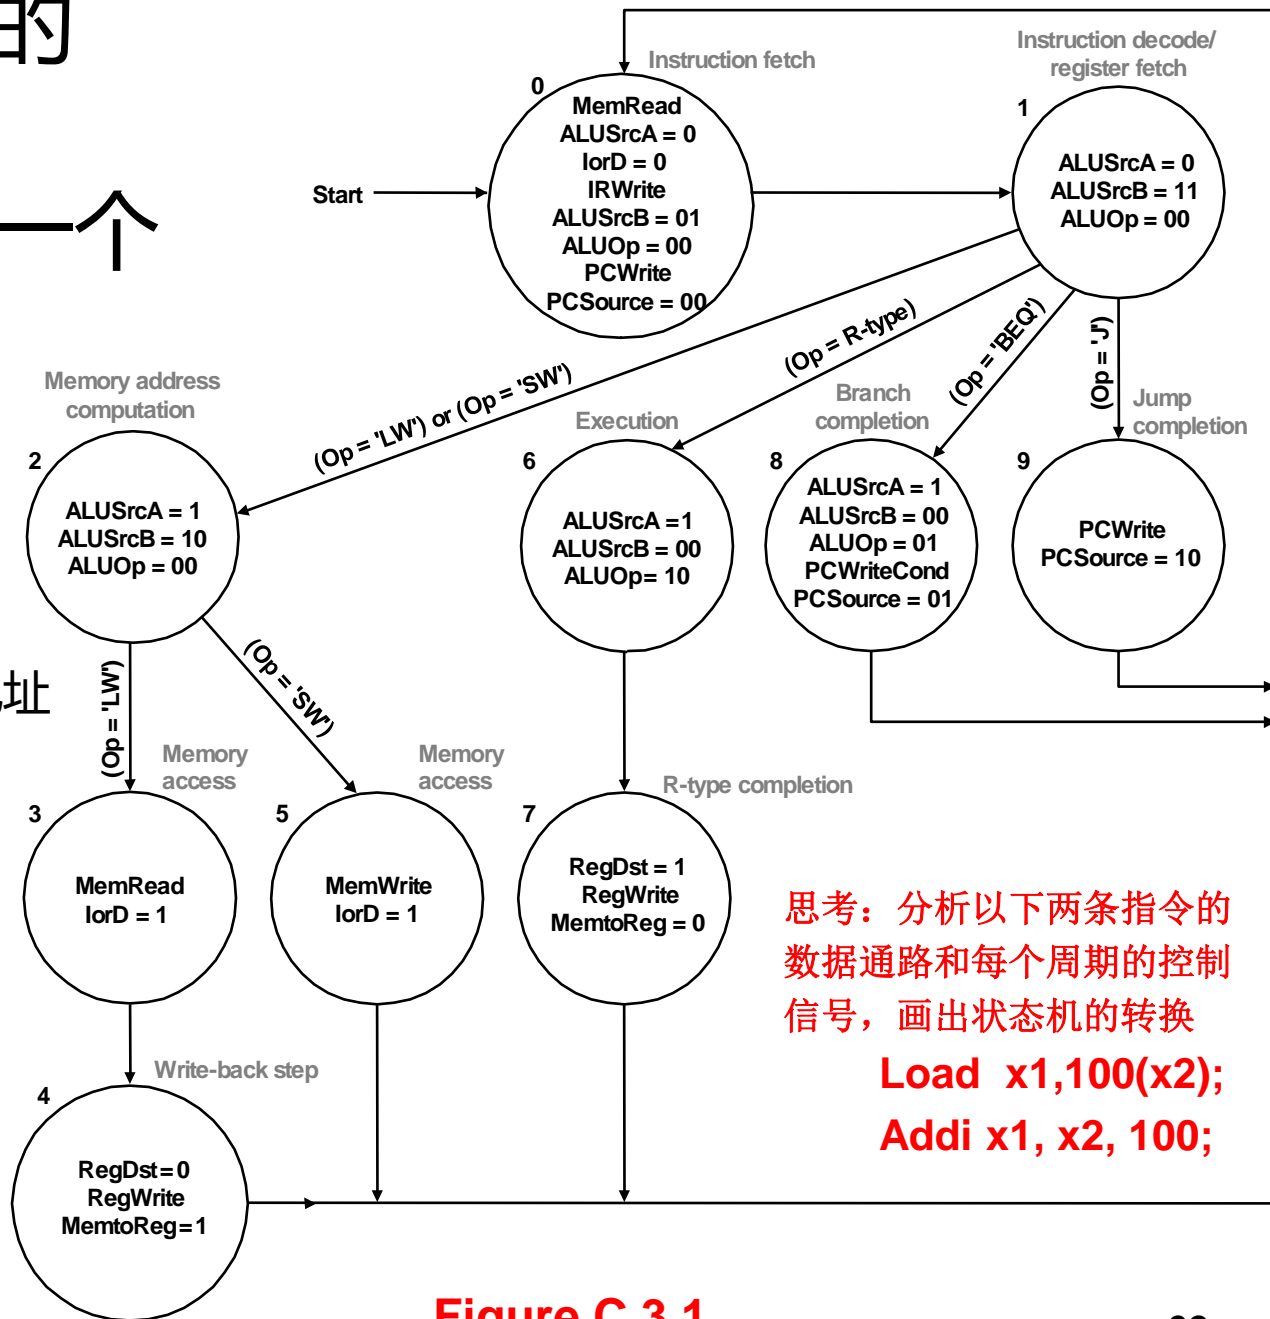 的
一个
址
Instruction fetch
Instruction decode/
register fetch
0
MemRead
ALUSrcA = 0
IorD = 0
IRWrite
ALUSrcB = 01
ALUOp = 00
PCWrite
PCSource = 00
Start
1
ALUSrcA = 0
ALUSrcB = 11
ALUOp = 00
(Op = 'LW') or (Op = 'SW')
(Op = R-type)
(Op = 'BEQ')
(Op = 'J')
Memory address
computation
2
ALUSrcA = 1
ALUSrcB = 10
ALUOp = 00
Execution
6
ALUSrcA =1
ALUSrcB = 00
ALUOp= 10
Branch
completion
8
ALUSrcA = 1
ALUSrcB = 00
ALUOp = 01
PCWriteCond
PCSource = 01
Jump
completion
9
PCWrite
PCSource = 10
(Op = 'LW')
(Op = 'SW')
Memory
access
3
MemRead
IorD = 1
Memory
access
5
MemWrite
IorD = 1
R-type completion
7
RegDst = 1
RegWrite
MemtoReg = 0
Write-back step
4
RegDst=0
RegWrite
MemtoReg=1
思考：分析以下两条指令的
数据通路和每个周期的控制
信号，画出状态机的转换
Load x1,100(x2);
Addi x1, x2, 100;
Figure C.3.1